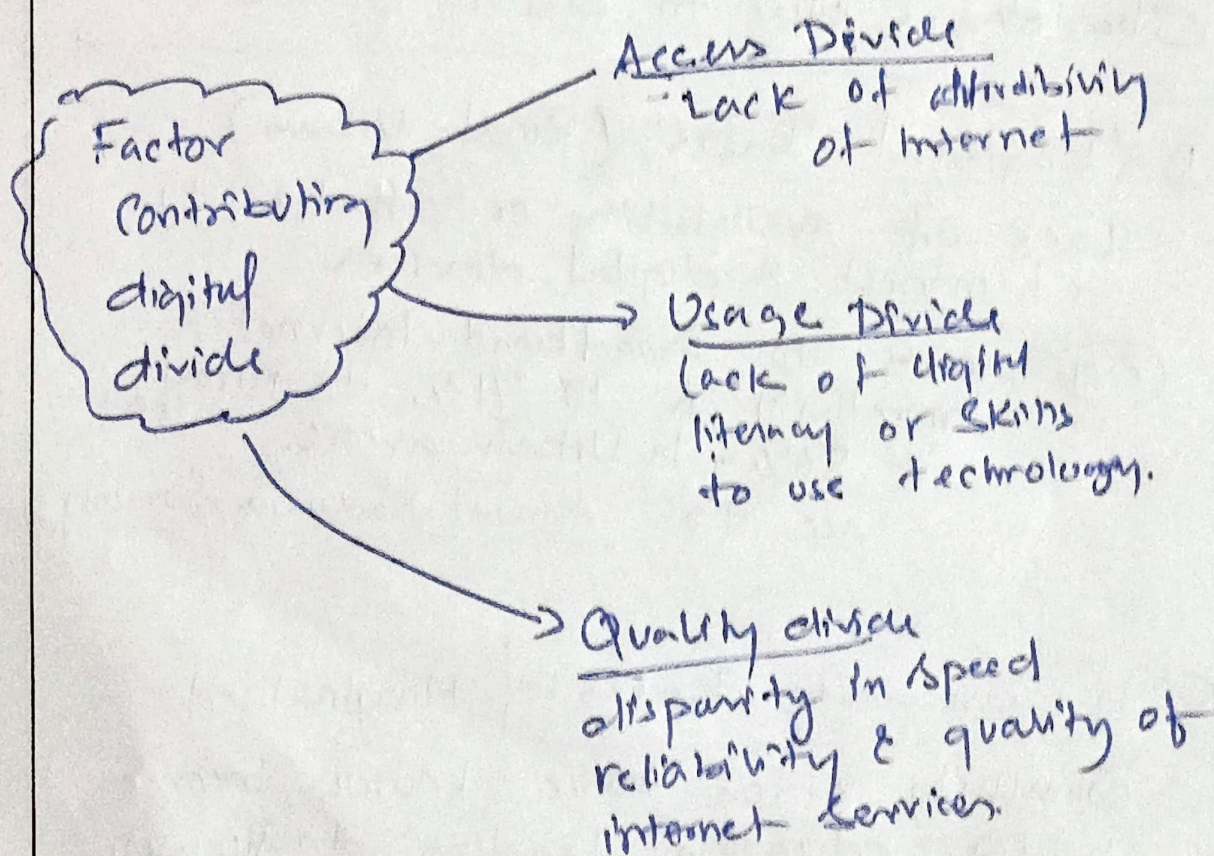 Factor
Contributing
digital
divide
Access Divide
Lack of affordibility
of Internet
Usage Divide
Lack of digital
literacy or skills
to use technology.
Quality divide
disparity in speed
reliability & quality of
internet services.